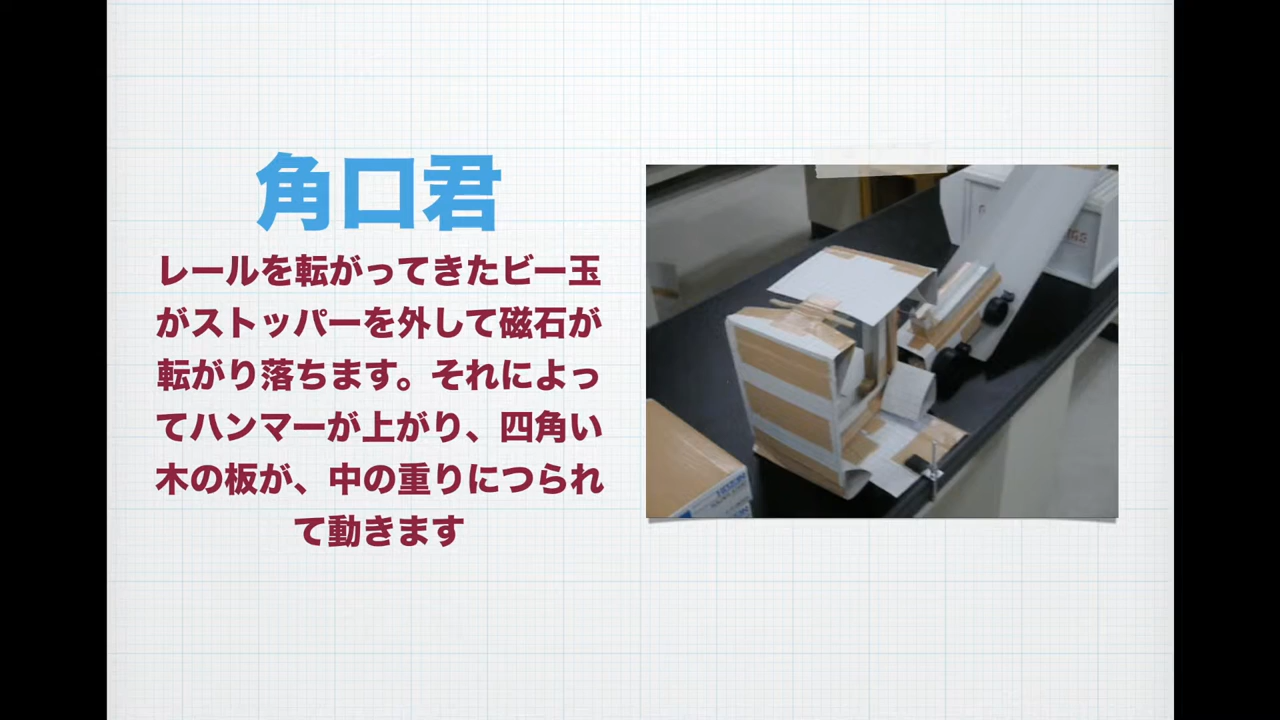 角口君
レールを転がってきたビー玉
がストッパーを外して磁石が
転がり落ちます。それによっ
てハンマーが上がり、四角い
木の板が、中の重りにつられ
て動きます